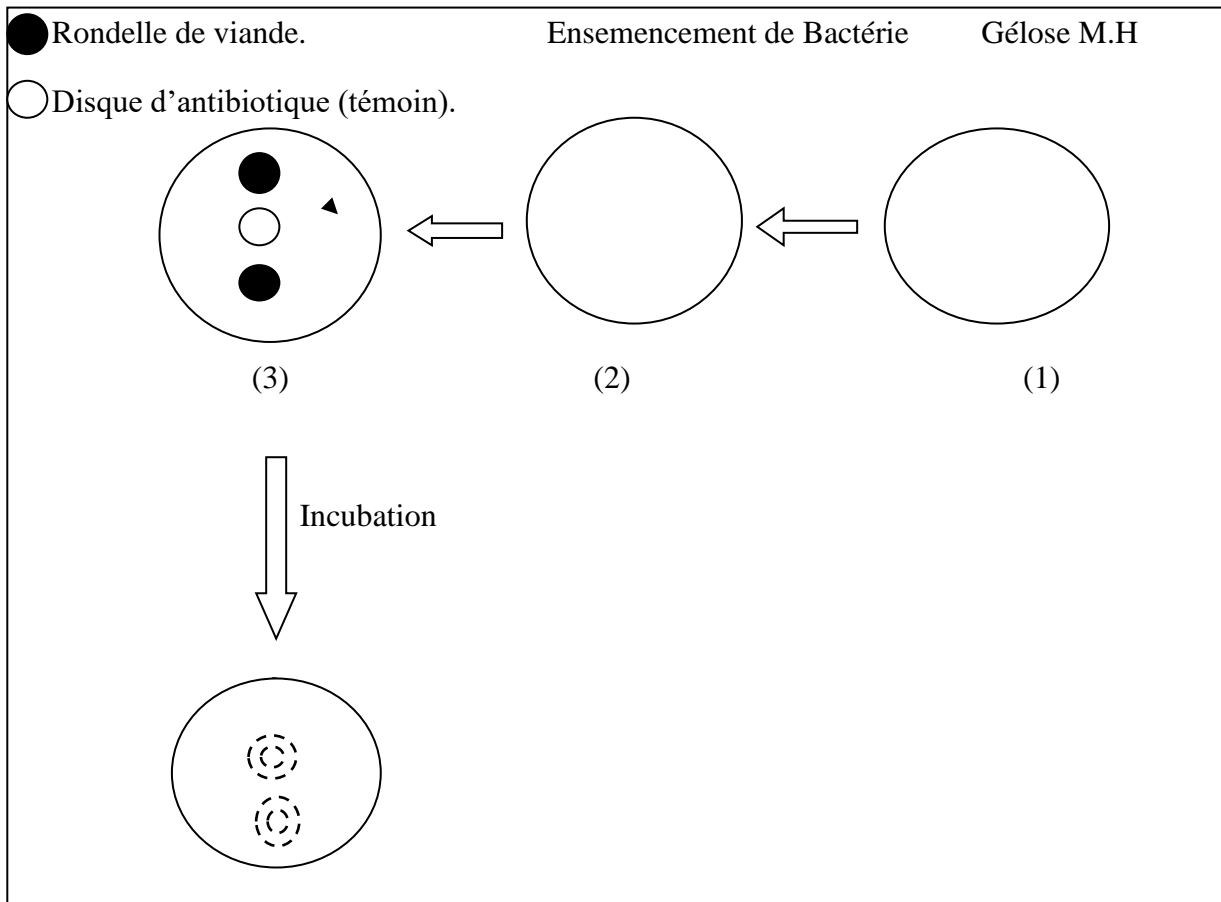 Rondelle de viande.
Ensemencement de Bactérie
Gélose M.H
Disque d'antibiotique (témoin).
(3)
(2)
(1)
Incubation